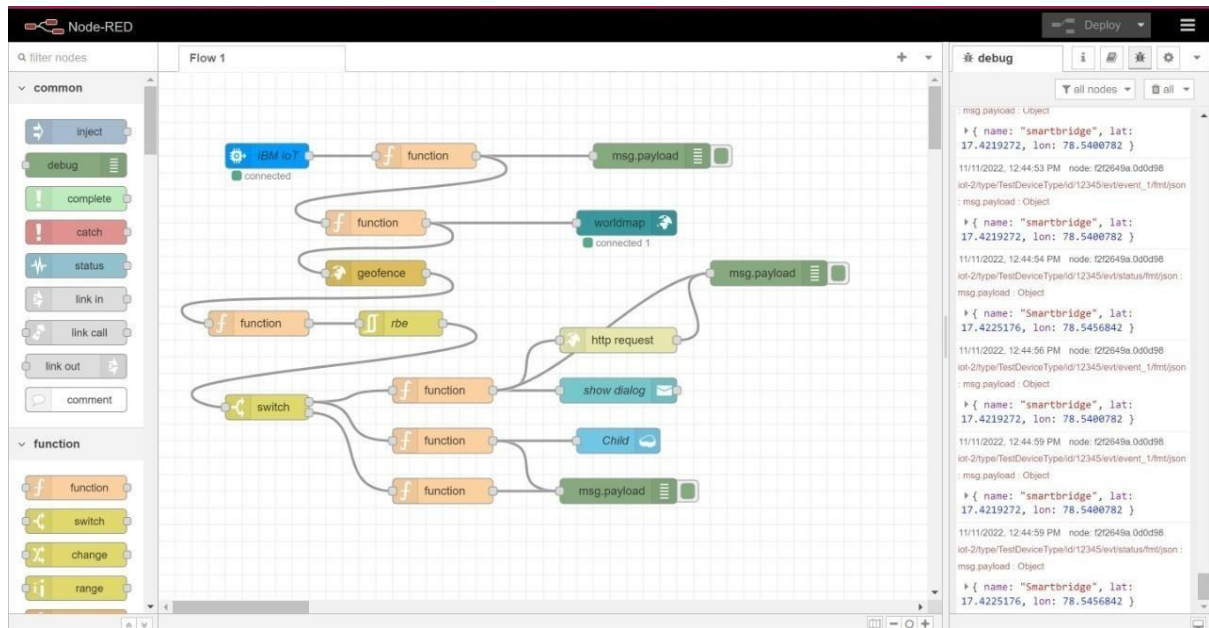 Node-RED
Deploy
filter nodes
Flow 1
debug
i
common
all nodes
all
inject
debug
complete
catch
status
link in
link call
link out
comment
function
function
switch
change
range
IBM IoT
connected
function
msg.payload
function
worldmap
connected 1
geofence
msg.payload
function
rbe
http request
switch
function
show dialog
function
Child
function
msg.payload
: msg.payload : Object
{ name: "smartbridge", lat:
17.4219272, lon: 78.5400782 }
11/11/2022, 12:44:53 PM node: f2f2649a.0d0d98
iot-2/type/TestDeviceType/id/12345/evt/event_1/fmt/json
: msg.payload : Object
{ name: "smartbridge", lat:
17.4219272, lon: 78.5400782 }
11/11/2022, 12:44:54 PM node: f2f2649a.0d0d98
iot-2/type/TestDeviceType/id/12345/evt/status/fmt/json :
msg.payload : Object
{ name: "Smartbridge", lat:
17.4225176, lon: 78.5456842 }
11/11/2022, 12:44:56 PM node: f2f2649a.0d0d98
iot-2/type/TestDeviceType/id/12345/evt/event_1/fmt/json
: msg.payload : Object
{ name: "smartbridge", lat:
17.4219272, lon: 78.5400782 }
11/11/2022, 12:44:59 PM node: f2f2649a.0d0d98
iot-2/type/TestDeviceType/id/12345/evt/event_1/fmt/json
: msg.payload : Object
{ name: "smartbridge", lat:
17.4219272, lon: 78.5400782 }
11/11/2022, 12:44:59 PM node: f2f2649a.0d0d98
iot-2/type/TestDeviceType/id/12345/evt/status/fmt/json :
msg.payload : Object
{ name: "Smartbridge", lat:
17.4225176, lon: 78.5456842 }